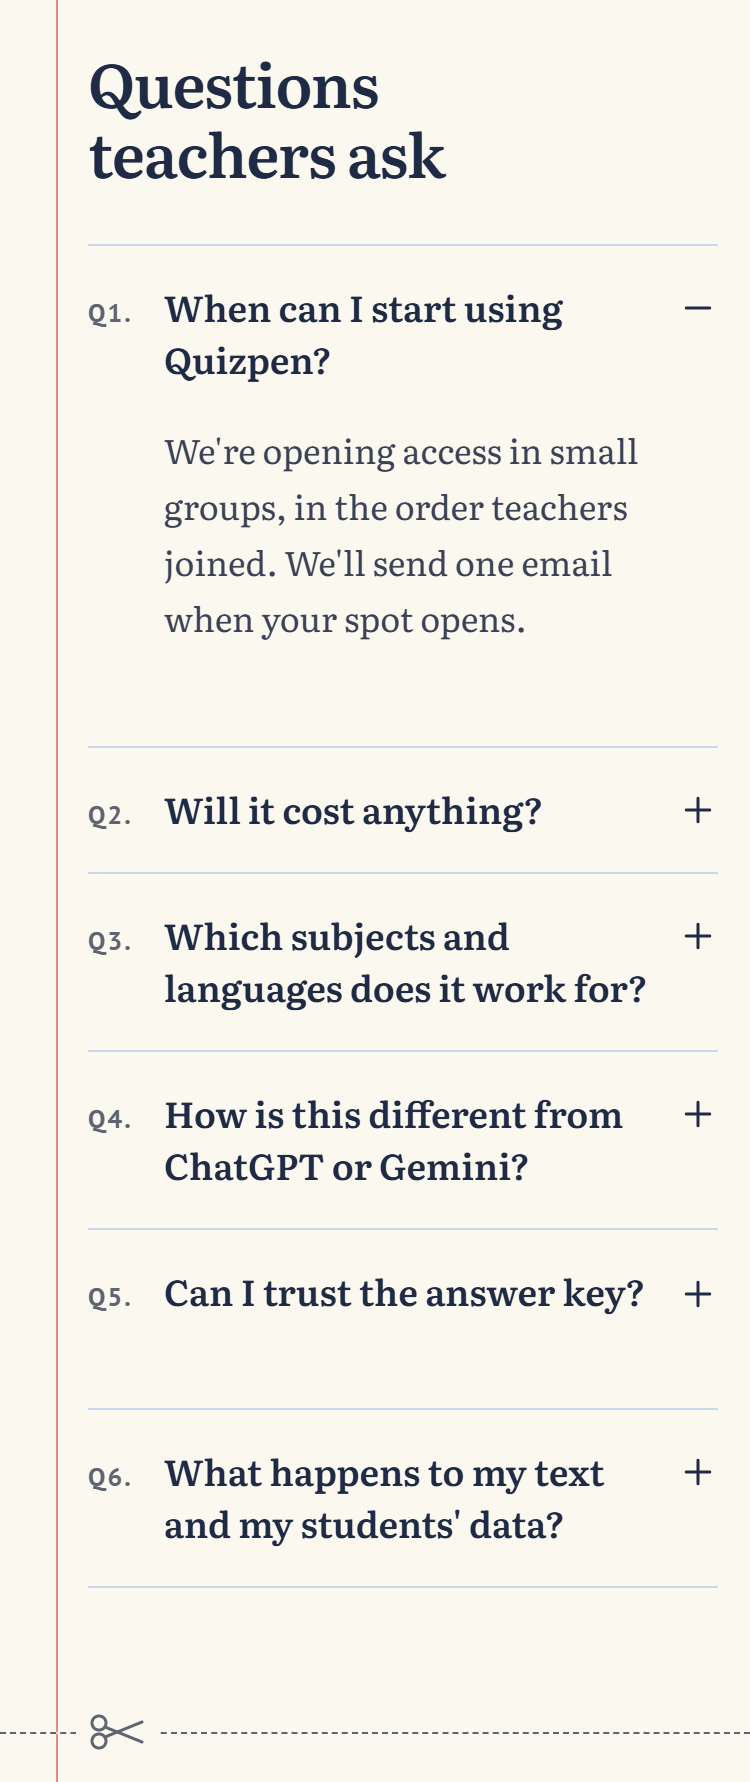 Questions
teachers ask
Q1. When can I start using
Quizpen?
We're opening access in small
groups, in the order teachers
joined. We'll send one email
when your spot opens.
Q2. Will it cost anything?
Q3. Which subjects and
languages does it work for?
Q4. How is this different from
ChatGPT or Gemini?
Q5. Can I trust the answer key?
Q6. What happens to my text
and my students' data?